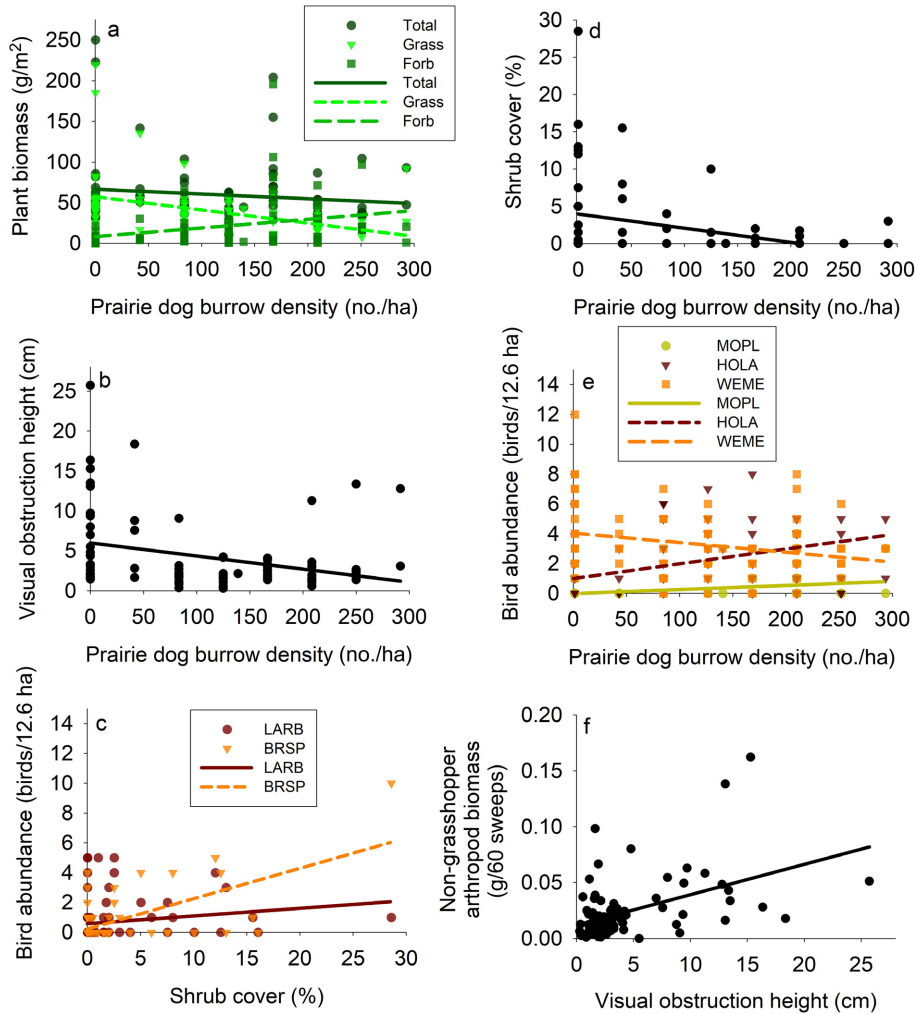 a
Total
Grass
Forb
Total
Grass
Forb
Plant biomass (g/m²)
250
200
150
100
50
0
0 50 100 150 200 250 300
Prairie dog burrow density (no./ha)
d
Shrub cover (%)
30
25
20
15
10
5
0
0 50 100 150 200 250 300
Prairie dog burrow density (no./ha)
b
Visual obstruction height (cm)
25
20
15
10
5
0
0 50 100 150 200 250 300
Prairie dog burrow density (no./ha)
e
MOPL
HOLA
WEME
MOPL
HOLA
WEME
Bird abundance (birds/12.6 ha)
14
12
10
8
6
4
2
0
0 50 100 150 200 250 300
Prairie dog burrow density (no./ha)
c
LARB
BRSP
LARB
BRSP
Bird abundance (birds/12.6 ha)
14
12
10
8
6
4
2
0
0 5 10 15 20 25 30
Shrub cover (%)
f
Non-grasshopper
arthropod biomass
(g/60 sweeps)
0.20
0.15
0.10
0.05
0.00
0 5 10 15 20 25
Visual obstruction height (cm)